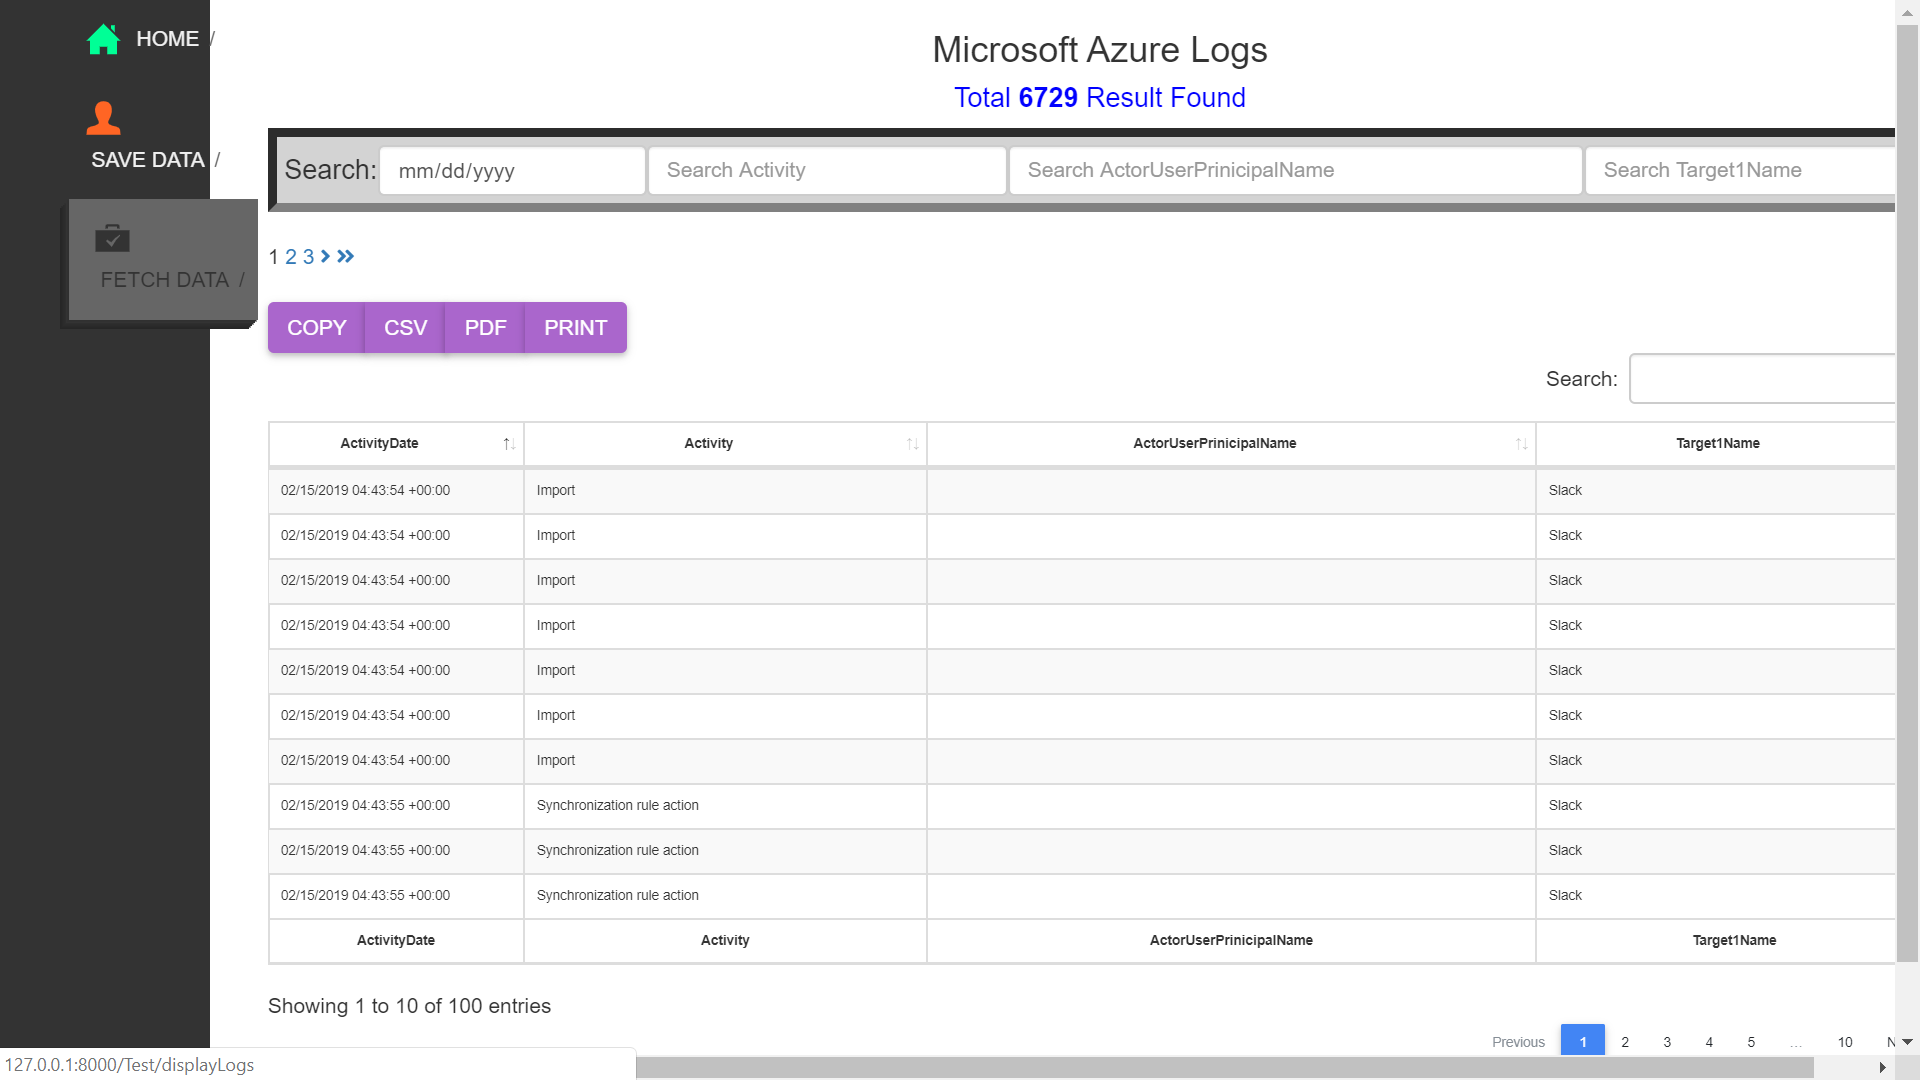 HOME /
SAVE DATA /
FETCH DATA /
Microsoft Azure Logs
Total 6729 Result Found
Search: mm/dd/yyyy Search Activity Search ActorUserPrinicipalName Search Target1Name
1 2 3
COPY CSV PDF PRINT
Search:
ActivityDate Activity ActorUserPrinicipalName Target1Name
02/15/2019 04:43:54 +00:00 Import Slack
02/15/2019 04:43:54 +00:00 Import Slack
02/15/2019 04:43:54 +00:00 Import Slack
02/15/2019 04:43:54 +00:00 Import Slack
02/15/2019 04:43:54 +00:00 Import Slack
02/15/2019 04:43:54 +00:00 Import Slack
02/15/2019 04:43:54 +00:00 Import Slack
02/15/2019 04:43:55 +00:00 Synchronization rule action Slack
02/15/2019 04:43:55 +00:00 Synchronization rule action Slack
02/15/2019 04:43:55 +00:00 Synchronization rule action Slack
ActivityDate Activity ActorUserPrinicipalName Target1Name
Showing 1 to 10 of 100 entries
Previous 1 2 3 4 5 … 10 N
127.0.0.1:8000/Test/displayLogs